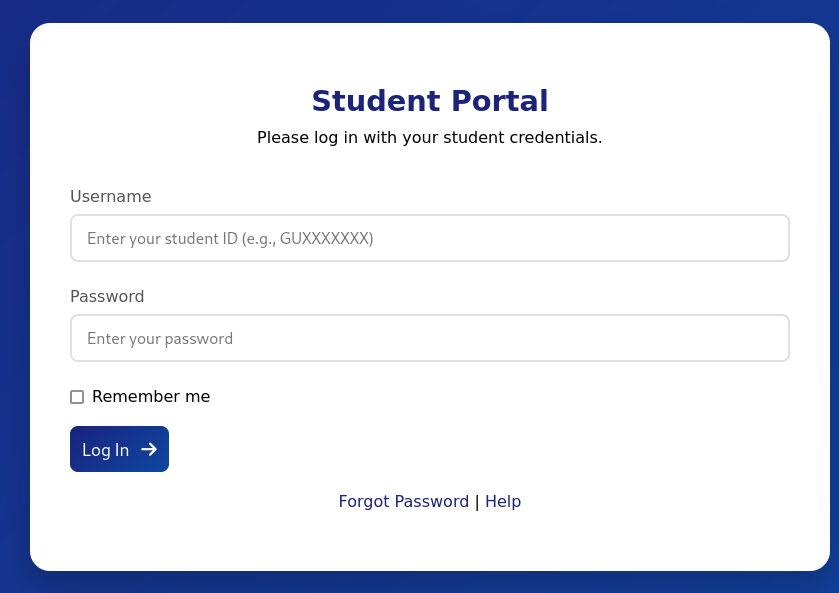 Student Portal
Please log in with your student credentials.
Username
Enter your student ID (e.g., GUXXXXXXX)
Password
Enter your password
Remember me
Log In
Forgot Password | Help